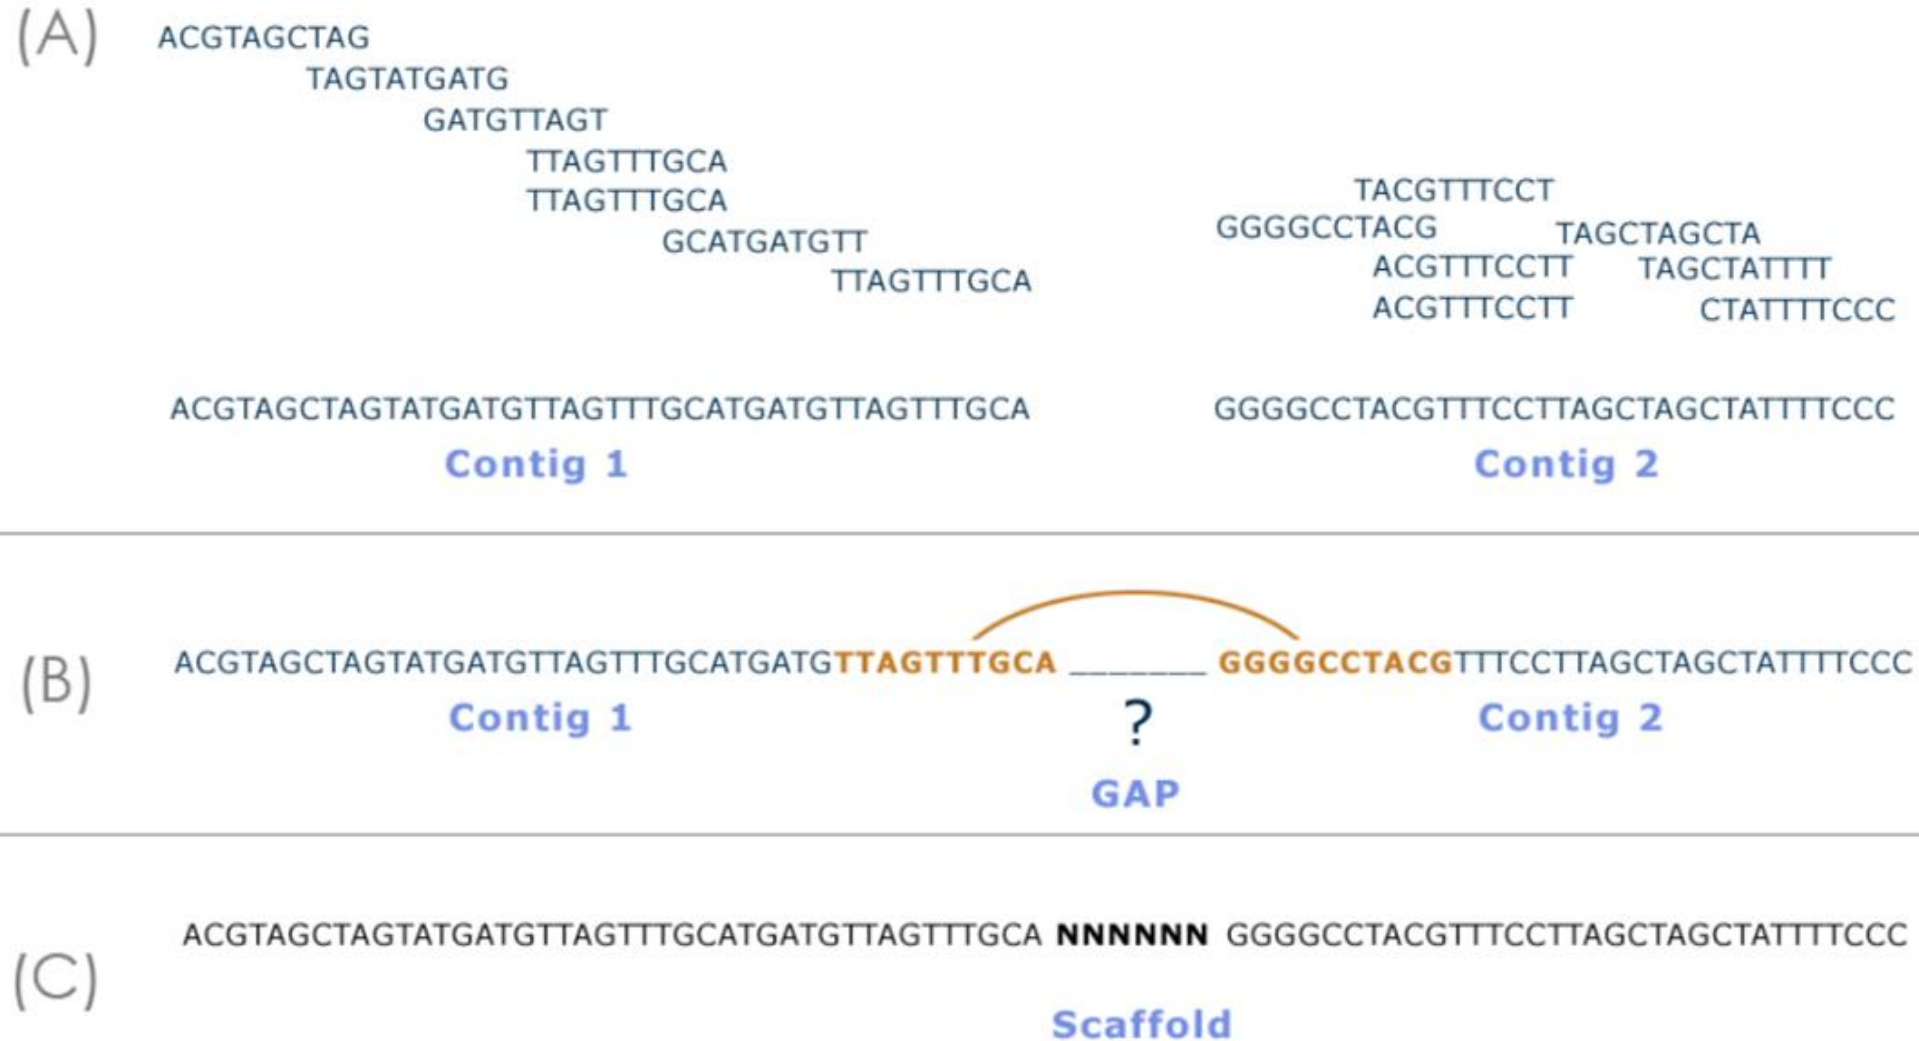 (A)
ACGTAGCTAG
TAGTATGATG
GATGTTAGT
TTAGTTTGCA
TTAGTTTGCA
GCATGATGTT
TTAGTTTGCA
TACGTTTCCT
GGGGCCTACG TAGCTAGCTA
ACGTTTCCTT TAGCTATTTT
ACGTTTCCTT CTATTTTCCC
ACGTAGCTAGTATGATGTTAGTTTGCATGATGTTAGTTTGCA GGGGCCTACGTTTCCTTAGCTAGCTATTTTCCC
Contig 1 Contig 2
(B)
ACGTAGCTAGTATGATGTTAGTTTGCATGATGTTAGTTTGCA _______ GGGGCCTACGTTTCCTTAGCTAGCTATTTTCCC
Contig 1 Contig 2
?
GAP
(C)
ACGTAGCTAGTATGATGTTAGTTTGCATGATGTTAGTTTGCA NNNNNN GGGGCCTACGTTTCCTTAGCTAGCTATTTTCCC
Scaffold